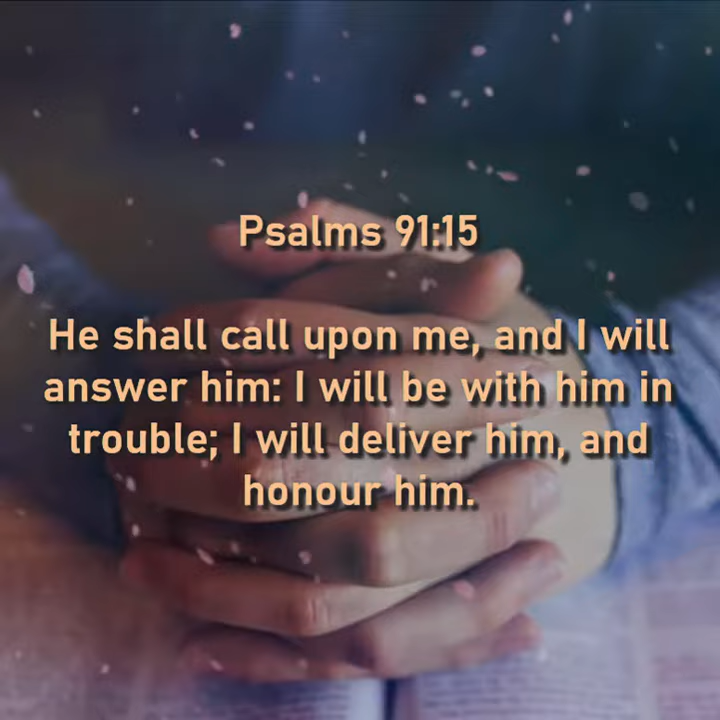 Psalms 91:15
He shall call upon me, and I will
answer him: I will be with him in
trouble; I will deliver him, and
honour him.